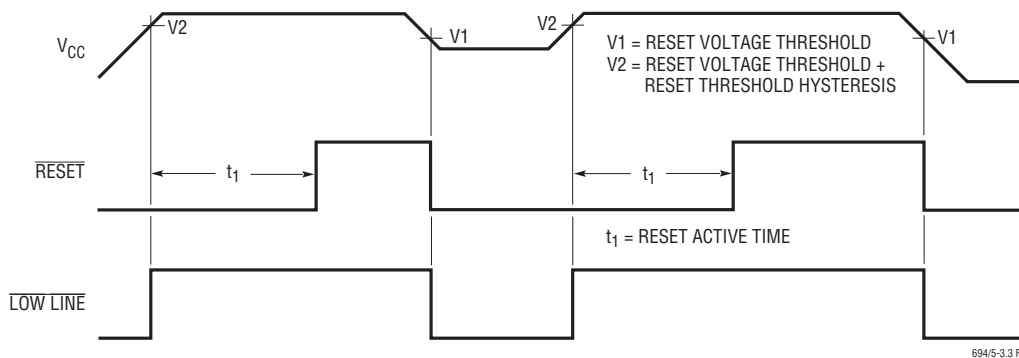 V2
V2
V1
V1
VCC
V1 = RESET VOLTAGE THRESHOLD
V2 = RESET VOLTAGE THRESHOLD +
RESET THRESHOLD HYSTERESIS
RESET
t1
t1
t1 = RESET ACTIVE TIME
LOW LINE
694/5-3.3 F